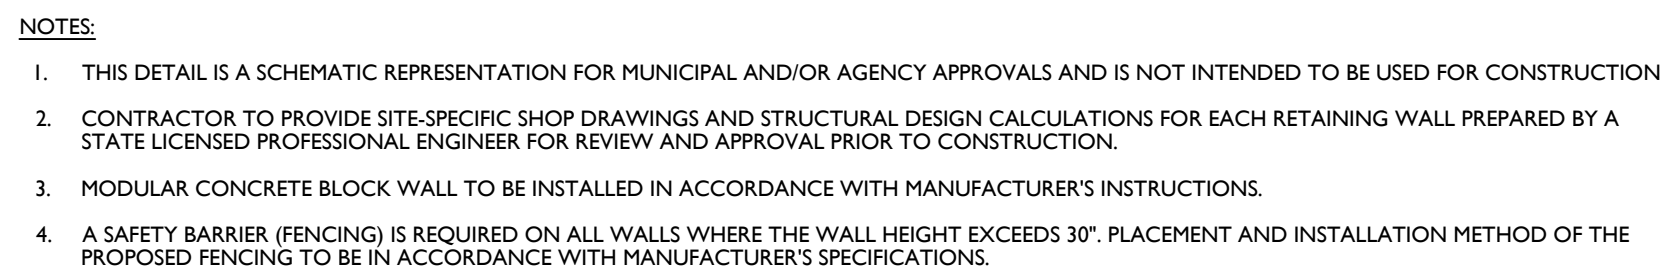 NOTES:
1. THIS DETAIL IS A SCHEMATIC REPRESENTATION FOR MUNICIPAL AND/OR AGENCY APPROVALS AND IS NOT INTENDED TO BE USED FOR CONSTRUCTION
2. CONTRACTOR TO PROVIDE SITE-SPECIFIC SHOP DRAWINGS AND STRUCTURAL DESIGN CALCULATIONS FOR EACH RETAINING WALL PREPARED BY A
STATE LICENSED PROFESSIONAL ENGINEER FOR REVIEW AND APPROVAL PRIOR TO CONSTRUCTION.
3. MODULAR CONCRETE BLOCK WALL TO BE INSTALLED IN ACCORDANCE WITH MANUFACTURER'S INSTRUCTIONS.
4. A SAFETY BARRIER (FENCING) IS REQUIRED ON ALL WALLS WHERE THE WALL HEIGHT EXCEEDS 30". PLACEMENT AND INSTALLATION METHOD OF THE
PROPOSED FENCING TO BE IN ACCORDANCE WITH MANUFACTURER'S SPECIFICATIONS.